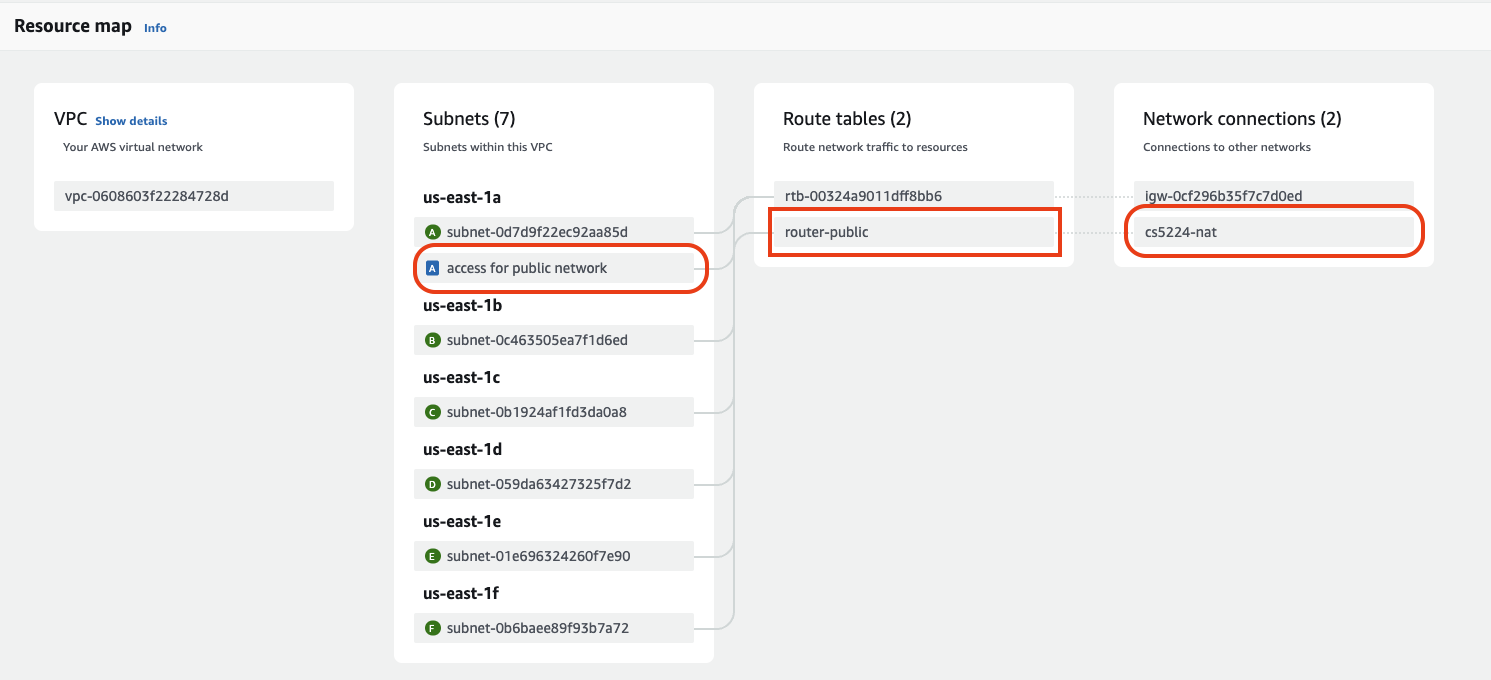 Resource map Info
VPC Show details
Your AWS virtual network
vpc-0608603f22284728d
Subnets (7)
Subnets within this VPC
us-east-1a
A subnet-0d7d9f22ec92aa85d
A access for public network
us-east-1b
B subnet-0c463505ea7f1d6ed
us-east-1c
C subnet-0b1924af1fd3da0a8
us-east-1d
D subnet-059da63427325f7d2
us-east-1e
E subnet-01e696324260f7e90
us-east-1f
F subnet-0b6baee89f93b7a72
Route tables (2)
Route network traffic to resources
rtb-00324a9011dff8bb6
router-public
Network connections (2)
Connections to other networks
igw-0cf296b35f7c7d0ed
cs5224-nat